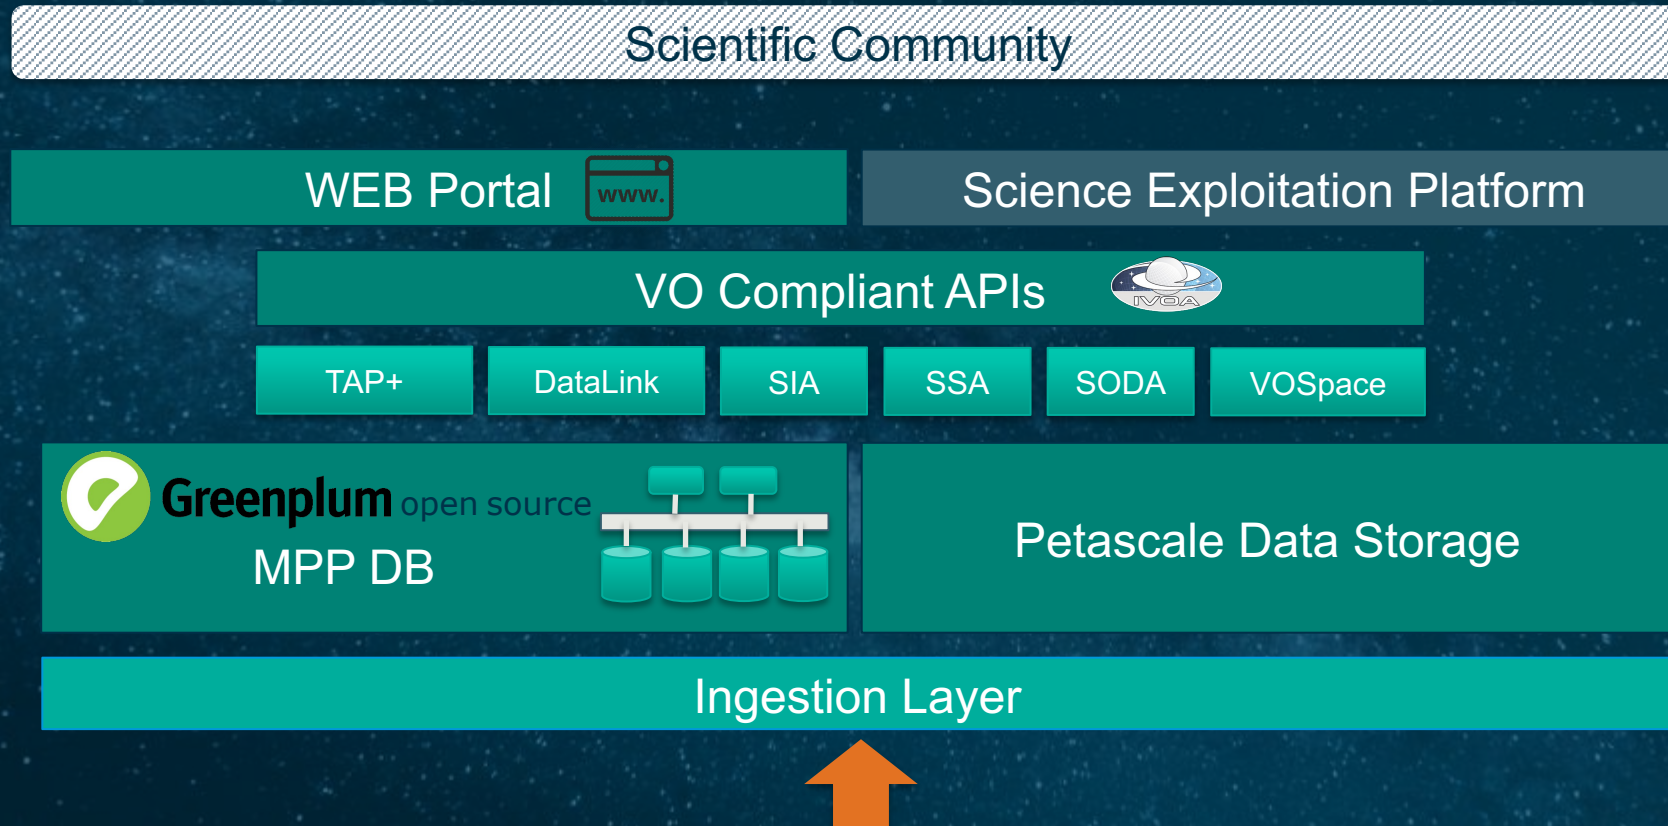 Scientific Community
WEB Portal
www.
Science Exploitation Platform
VO Compliant APIs
IVOA
TAP+
DataLink
SIA
SSA
SODA
VOSpace
Greenplum open source
MPP DB
Petascale Data Storage
Ingestion Layer